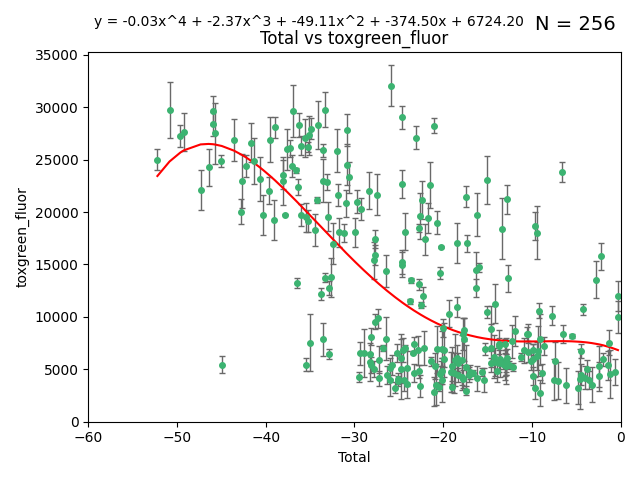 y = -0.03x^4 + -2.37x^3 + -49.11x^2 + -374.50x + 6724.20 N = 256
Total vs toxgreen_fluor
35000
30000
25000
20000
15000
10000
5000
0
toxgreen_fluor
−60 −50 −40 −30 −20 −10 0
Total